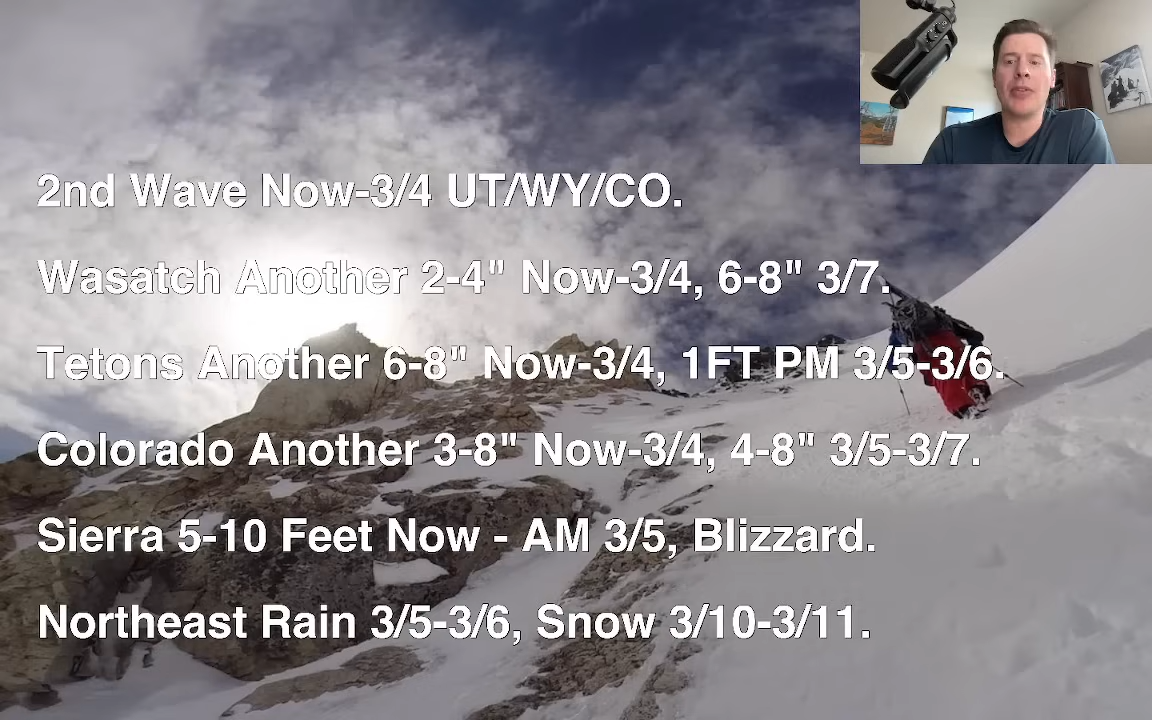 2nd Wave Now-3/4 UT/WY/CO.
Wasatch Another 2-4" Now-3/4, 6-8" 3/7.
Tetons Another 6-8" Now-3/4, 1FT PM 3/5-3/6.
Colorado Another 3-8" Now-3/4, 4-8" 3/5-3/7.
Sierra 5-10 Feet Now - AM 3/5, Blizzard.
Northeast Rain 3/5-3/6, Snow 3/10-3/11.